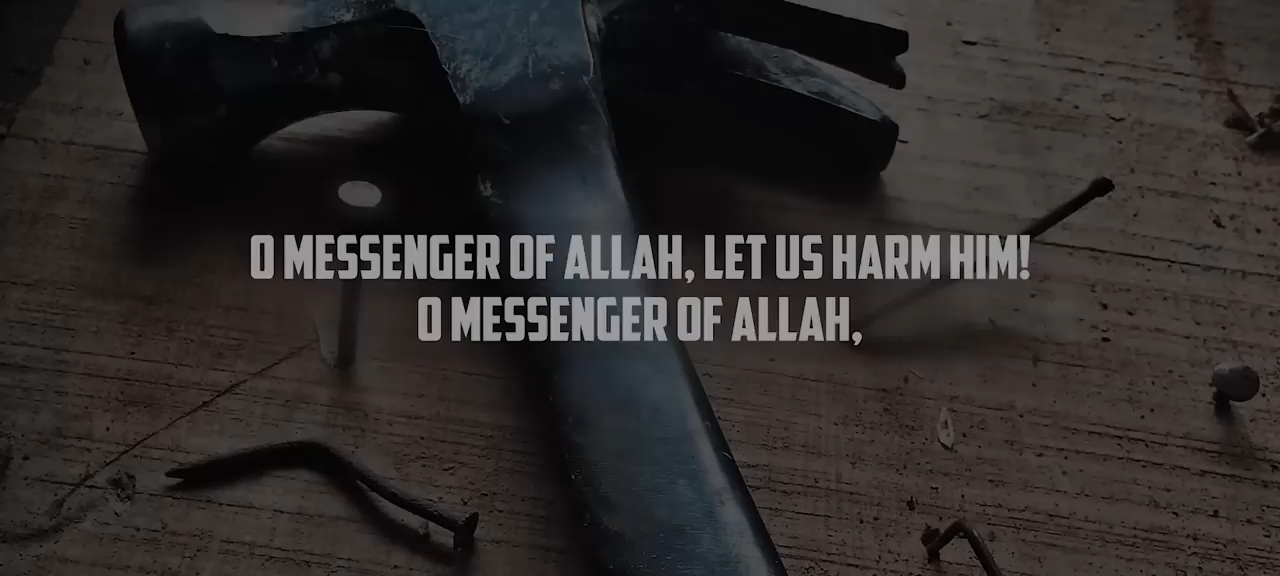 O MESSENGER OF ALLAH, LET US HARM HIM!
O MESSENGER OF ALLAH,